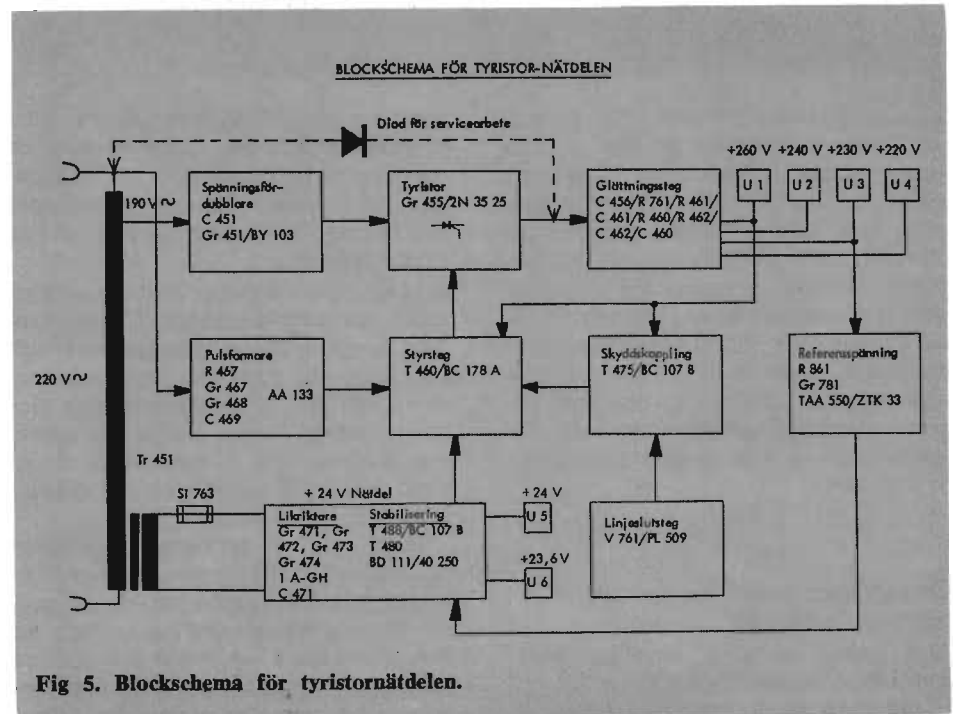 BLOCKSCHEMA FÖR TYRISTOR-NÄTDELEN
Diod för servicearbete
+260 V +240 V +230 V +220 V
U 1
U 2
U 3
U 4
190 V ~
Spänningsför-
dubblare
C 451
Gr 451/BY 103
Tyristor
Gr 455/2N 35 25
Glättningssteg
C 456/R 761/R 461/
C 461/R 460/R 462/
C 462/C 460
220 V ~
Pulsformare
R 467
Gr 467
Gr 468
C 469
AA 133
Styrsteg
T 460/BC 178 A
Skyddskoppling
T 475/BC 107 B
Referenspänning
R 861
Gr 781
TAA 550/ZTK 33
Tr 451
Si 763
+ 24 V Nätdel
Likriktare
Gr 471, Gr
472, Gr 473
Gr 474
1 A-GH
C 471
Stabilisering
T 488/BC 107 B
T 480
BD 111/40 250
+ 24 V
U 5
+23,6V
U 6
Linjeslutsteg
V 761/PL 509
Fig 5. Blockschema för tyristornätdelen.